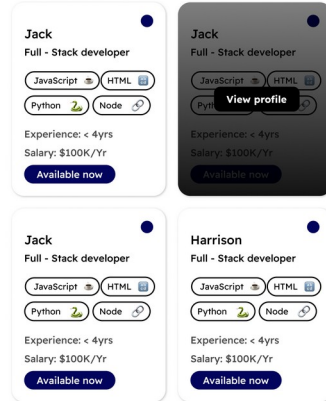 Jack
Full - Stack developer
JavaScript HTML
Python Node
Experience: < 4yrs
Salary: $100K/Yr
Available now
Jack
Full - Stack developer
JavaScript HTML
View profile
Experience: < 4yrs
Salary: $100K/Yr
Available now
Jack
Full - Stack developer
JavaScript HTML
Python Node
Experience: < 4yrs
Salary: $100K/Yr
Available now
Harrison
Full - Stack developer
JavaScript HTML
Python Node
Experience: < 4yrs
Salary: $100K/Yr
Available now